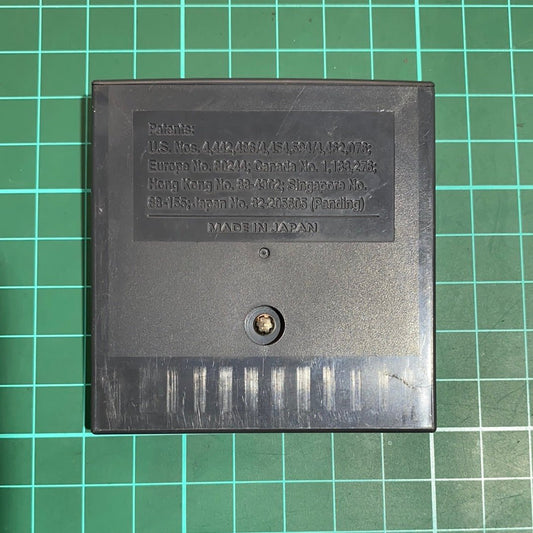 Patents:
U.S. Nos. 4,442,486/4,454,594/4,462,076;
Europe No. 80244; Canada No. 1,183,276;
Hong Kong No. 88-4302; Singapore No.
88-155; Japan No. 82-205605 (Pending)
MADE IN JAPAN